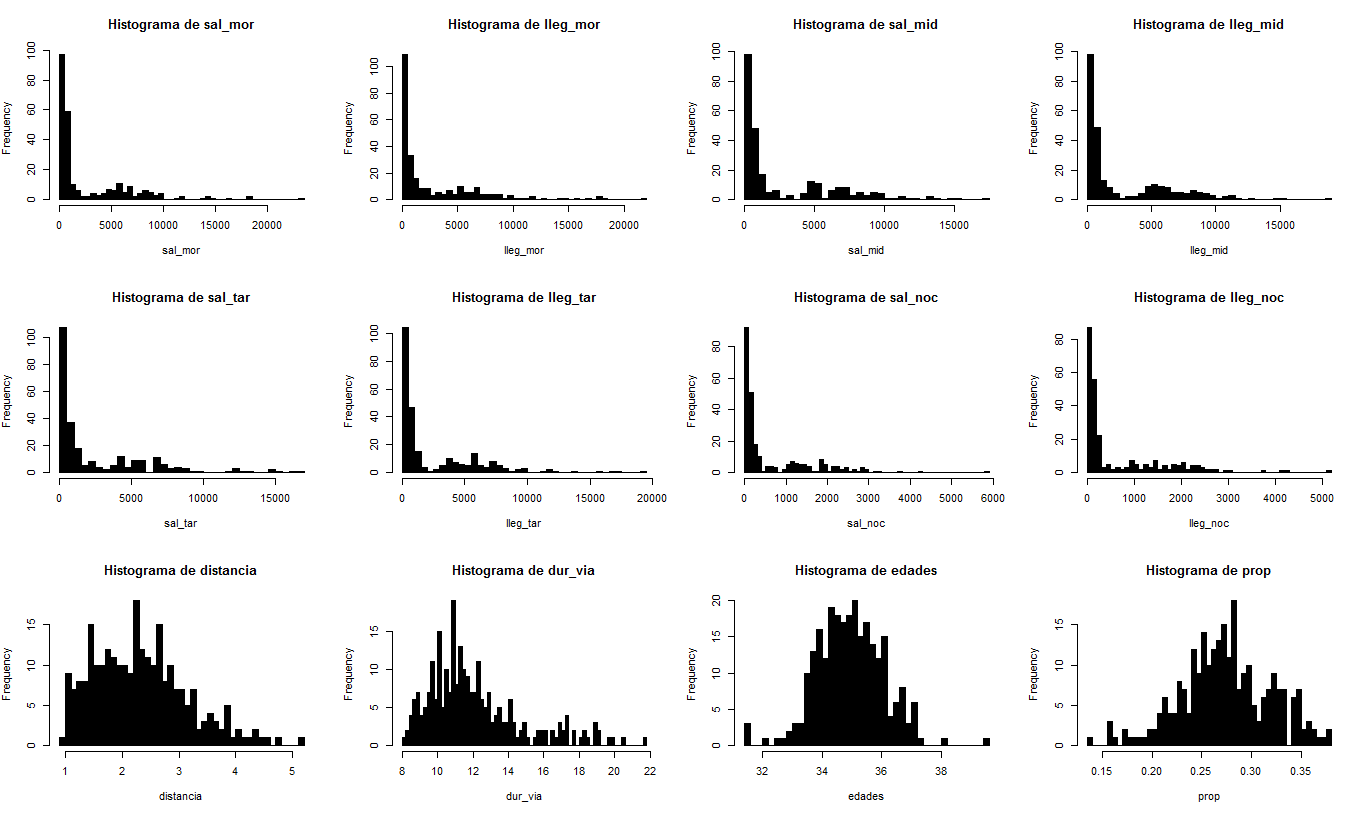 Histograma de sal_mor
Frequency
0 20 40 60 80 100
0 5000 10000 15000 20000
sal_mor
Histograma de lleg_mor
Frequency
0 20 40 60 80 100
0 5000 10000 15000 20000
lleg_mor
Histograma de sal_mid
Frequency
0 20 40 60 80 100
0 5000 10000 15000
sal_mid
Histograma de lleg_mid
Frequency
0 20 40 60 80 100
0 5000 10000 15000
lleg_mid
Histograma de sal_tar
Frequency
0 20 40 60 80 100
0 5000 10000 15000
sal_tar
Histograma de lleg_tar
Frequency
0 20 40 60 80 100
0 5000 10000 15000 20000
lleg_tar
Histograma de sal_noc
Frequency
0 20 40 60 80
0 1000 2000 3000 4000 5000 6000
sal_noc
Histograma de lleg_noc
Frequency
0 20 40 60 80
0 1000 2000 3000 4000 5000
lleg_noc
Histograma de distancia
Frequency
0 5 10 15
1 2 3 4 5
distancia
Histograma de dur_via
Frequency
0 5 10 15
8 10 12 14 16 18 20 22
dur_via
Histograma de edades
Frequency
0 5 10 15 20
32 34 36 38
edades
Histograma de prop
Frequency
0 5 10 15
0.15 0.20 0.25 0.30 0.35
prop